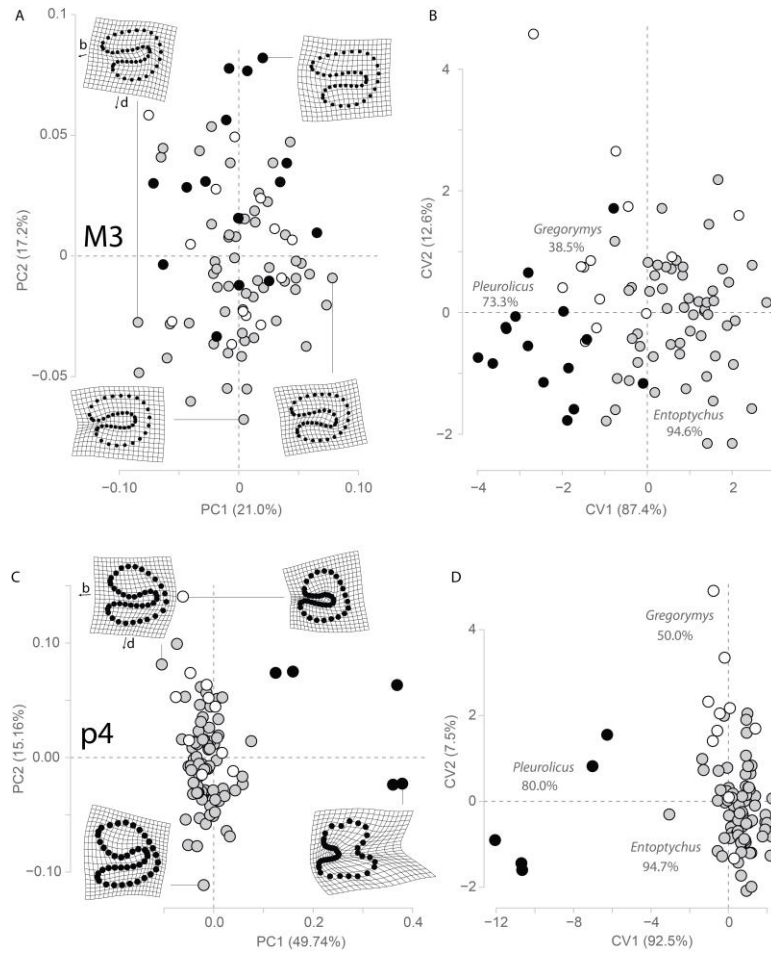 A
b
d
M3
PC2 (17.2%)
0.1
0.05
0
−0.05
−0.10
0
0.10
PC1 (21.0%)
B
CV2 (12.6%)
4
2
0
−2
Gregorymys
38.5%
Pleurolicus
73.3%
Entoptychus
94.6%
−4
−2
0
2
CV1 (87.4%)
C
b
d
p4
PC2 (15.16%)
0.10
0.00
−0.10
0.0
0.2
0.4
PC1 (49.74%)
D
CV2 (7.5%)
4
2
0
−2
Gregorymys
50.0%
Pleurolicus
80.0%
Entoptychus
94.7%
−12
−8
−4
0
CV1 (92.5%)